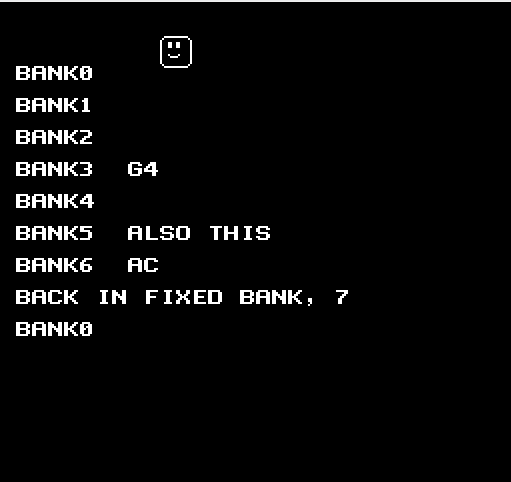 BANK0
BANK1
BANK2
BANK3 G4
BANK4
BANK5 ALSO THIS
BANK6 AC
BACK IN FIXED BANK, 7
BANK0